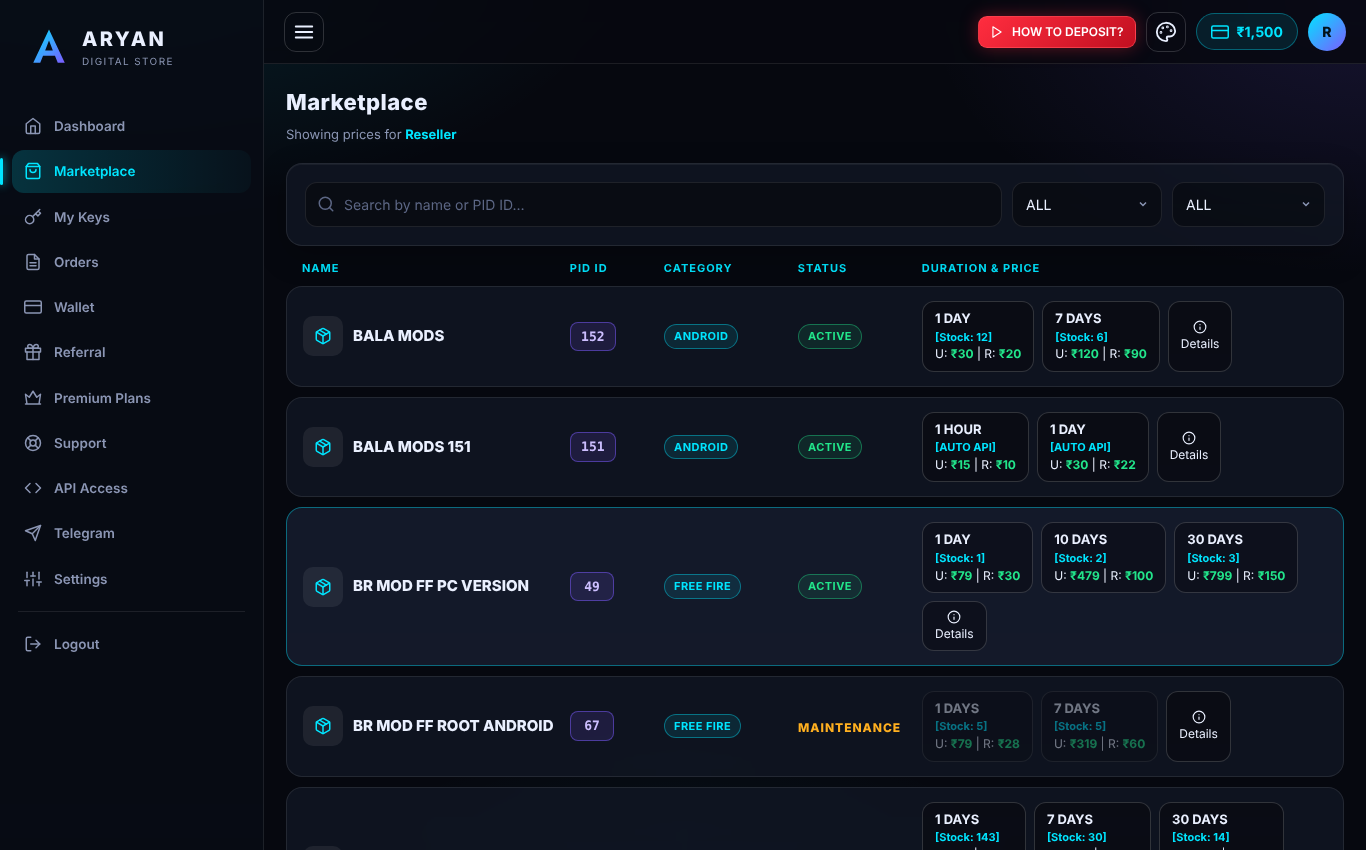 ARYAN
DIGITAL STORE
Dashboard
Marketplace
My Keys
Orders
Wallet
Referral
Premium Plans
Support
API Access
Telegram
Settings
Logout
HOW TO DEPOSIT?
₹1,500
R
Marketplace
Showing prices for Reseller
Search by name or PID ID...
ALL
ALL
NAME PID ID CATEGORY STATUS DURATION & PRICE
BALA MODS
152
ANDROID
ACTIVE
1 DAY
[Stock: 12]
U: ₹30 | R: ₹20
7 DAYS
[Stock: 6]
U: ₹120 | R: ₹90
Details
BALA MODS 151
151
ANDROID
ACTIVE
1 HOUR
[AUTO API]
U: ₹15 | R: ₹10
1 DAY
[AUTO API]
U: ₹30 | R: ₹22
Details
BR MOD FF PC VERSION
49
FREE FIRE
ACTIVE
1 DAY
[Stock: 1]
U: ₹79 | R: ₹30
10 DAYS
[Stock: 2]
U: ₹479 | R: ₹100
30 DAYS
[Stock: 3]
U: ₹799 | R: ₹150
Details
BR MOD FF ROOT ANDROID
67
FREE FIRE
MAINTENANCE
1 DAYS
[Stock: 5]
U: ₹79 | R: ₹28
7 DAYS
[Stock: 5]
U: ₹319 | R: ₹60
Details
1 DAYS
[Stock: 143]
7 DAYS
[Stock: 30]
30 DAYS
[Stock: 14]